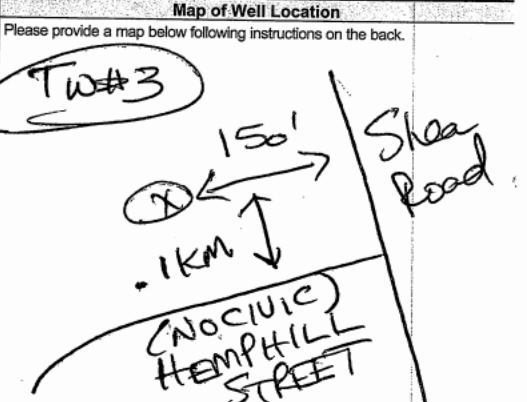 Map of Well Location
Please provide a map below following instructions on the back.
TW#3
150'
Shea
Road
X
.1KM
(NO CIVIC)
HEMPHILL
STREET